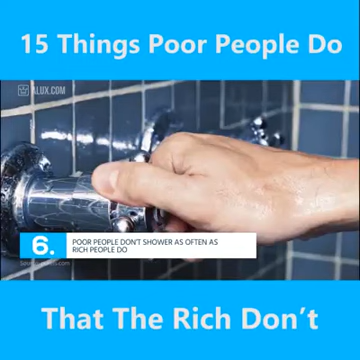 15 Things Poor People Do
ALUX.COM
6.
POOR PEOPLE DON'T SHOWER AS OFTEN AS
RICH PEOPLE DO
That The Rich Don't